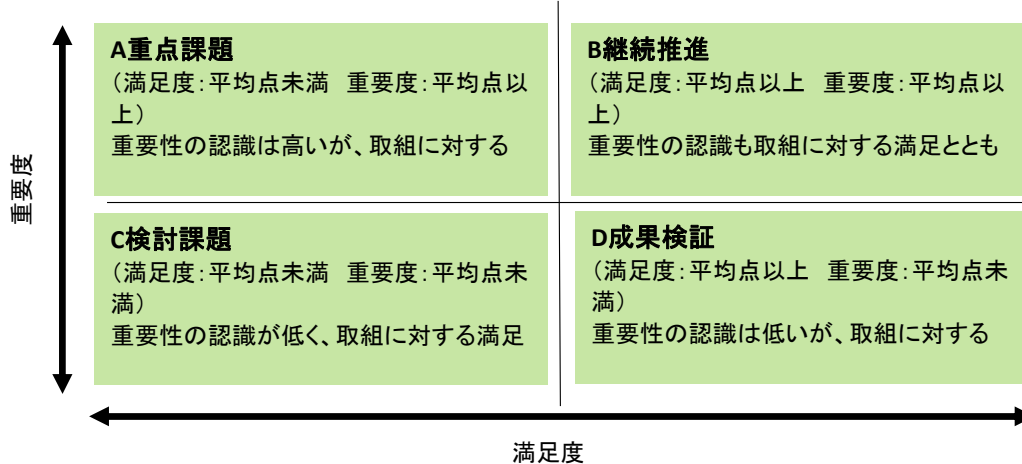 A重点課題
（満足度：平均点未満　重要度：平均点以
上）
重要性の認識は高いが、取組に対する
B継続推進
（満足度：平均点以上　重要度：平均点以
上）
重要性の認識も取組に対する満足ととも
重要度
C検討課題
（満足度：平均点未満　重要度：平均点未
満）
重要性の認識が低く、取組に対する満足
D成果検証
（満足度：平均点以上　重要度：平均点未
満）
重要性の認識は低いが、取組に対する
満足度